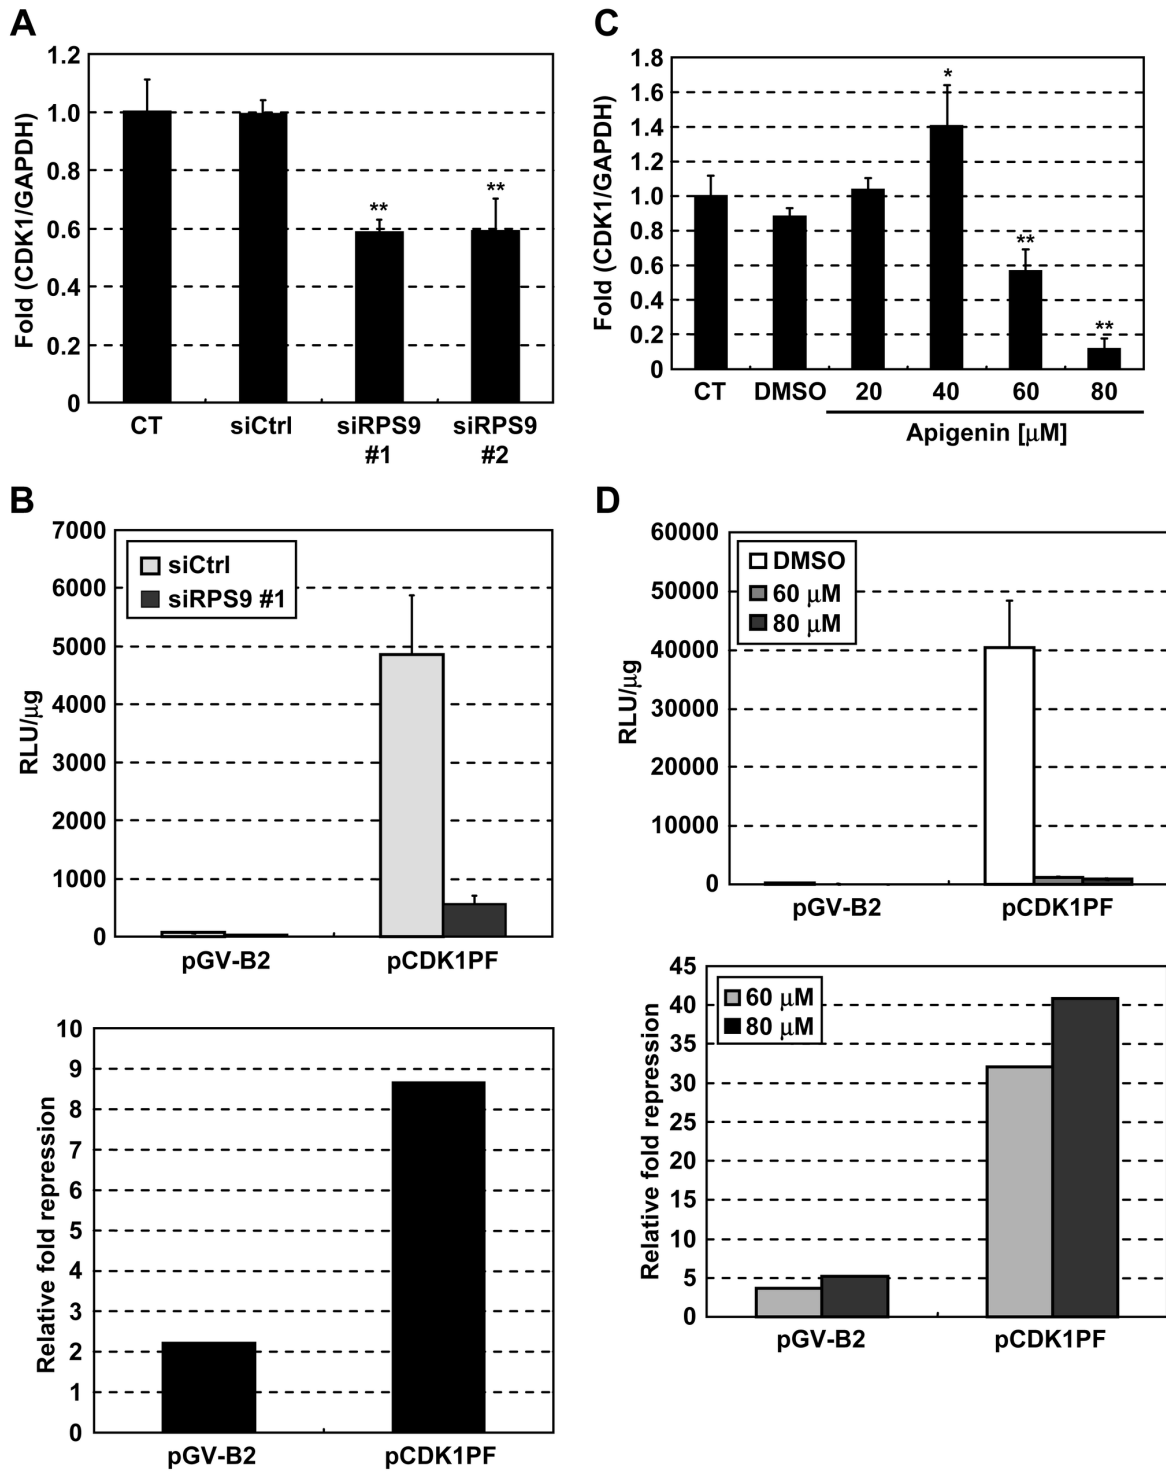 A
Fold (CDK1/GAPDH)
1.2
1.0
0.8
0.6
0.4
0.2
0
**
**
CT siCtrl siRPS9 siRPS9
#1 #2
C
Fold (CDK1/GAPDH)
1.8
1.6
1.4
1.2
1.0
0.8
0.6
0.4
0.2
0
*
**
**
CT DMSO 20 40 60 80
Apigenin [μM]
B
RLU/μg
7000
6000
5000
4000
3000
2000
1000
0
siCtrl
siRPS9 #1
pGV-B2 pCDK1PF
Relative fold repression
10
9
8
7
6
5
4
3
2
1
0
pGV-B2 pCDK1PF
D
RLU/μg
60000
50000
40000
30000
20000
10000
0
DMSO
60 μM
80 μM
pGV-B2 pCDK1PF
Relative fold repression
45
40
35
30
25
20
15
10
5
0
60 μM
80 μM
pGV-B2 pCDK1PF